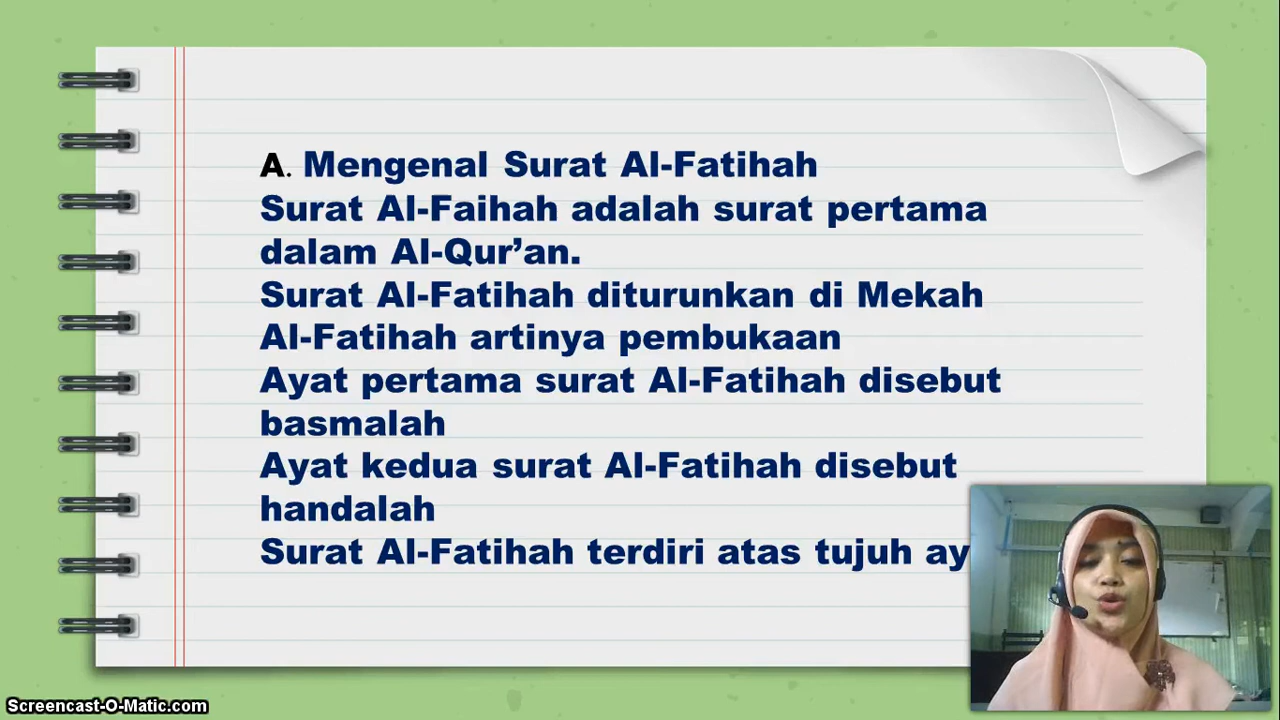 A. Mengenal Surat Al-Fatihah
Surat Al-Faihah adalah surat pertama
dalam Al-Qur’an.
Surat Al-Fatihah diturunkan di Mekah
Al-Fatihah artinya pembukaan
Ayat pertama surat Al-Fatihah disebut
basmalah
Ayat kedua surat Al-Fatihah disebut
handalah
Surat Al-Fatihah terdiri atas tujuh ay
Screencast-O-Matic.com